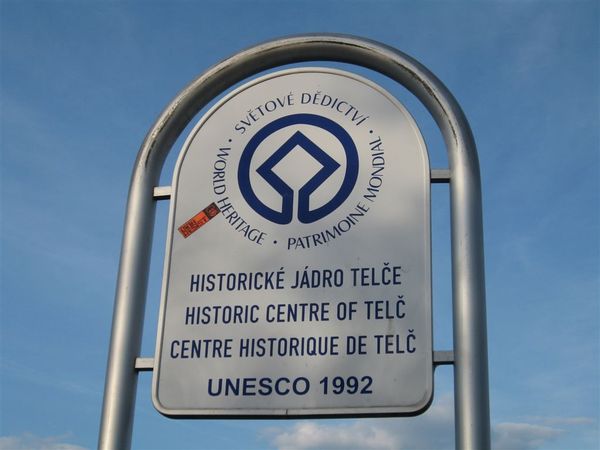 SVĚTOVÉ DĚDICTVÍ • WORLD HERITAGE • PATRIMOINE MONDIAL •
HISTORICKÉ JÁDRO TELČE
HISTORIC CENTRE OF TELČ
CENTRE HISTORIQUE DE TELČ
UNESCO 1992